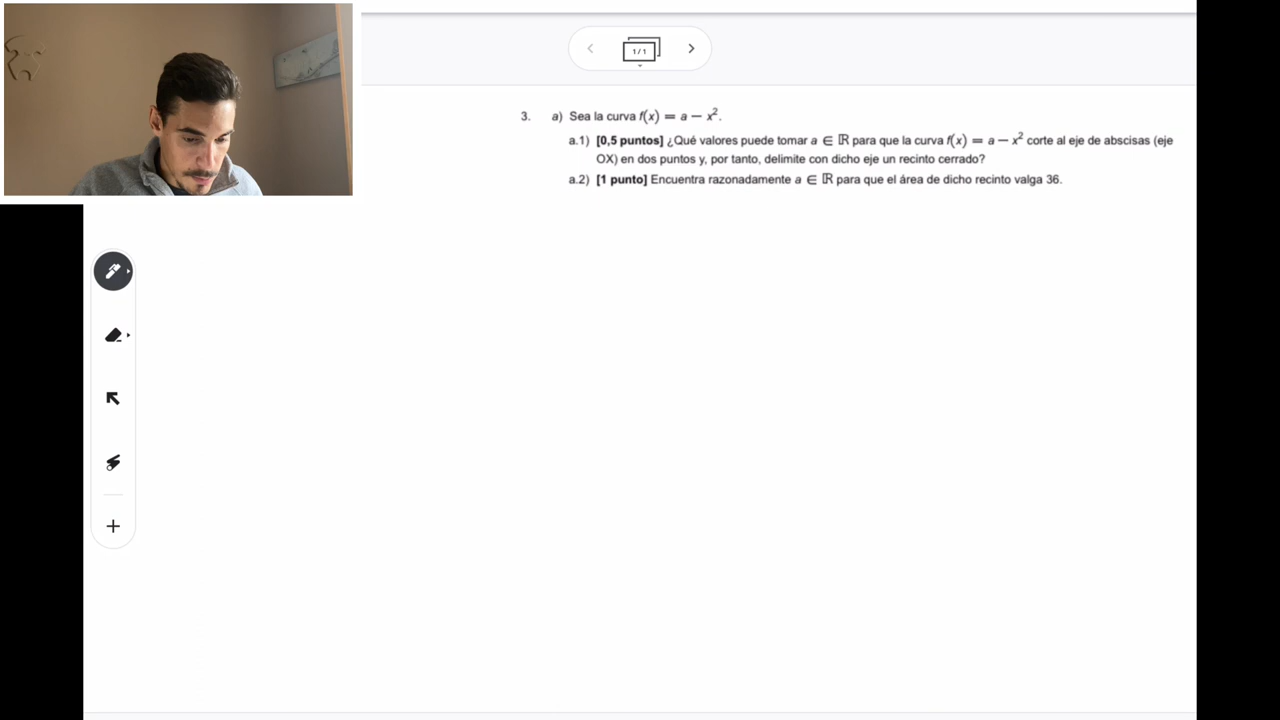 1 / 1
3. a) Sea la curva f(x) = a − x².
a.1) [0,5 puntos] ¿Qué valores puede tomar a ∈ ℝ para que la curva f(x) = a − x² corte al eje de abscisas (eje
OX) en dos puntos y, por tanto, delimite con dicho eje un recinto cerrado?
a.2) [1 punto] Encuentra razonadamente a ∈ ℝ para que el área de dicho recinto valga 36.